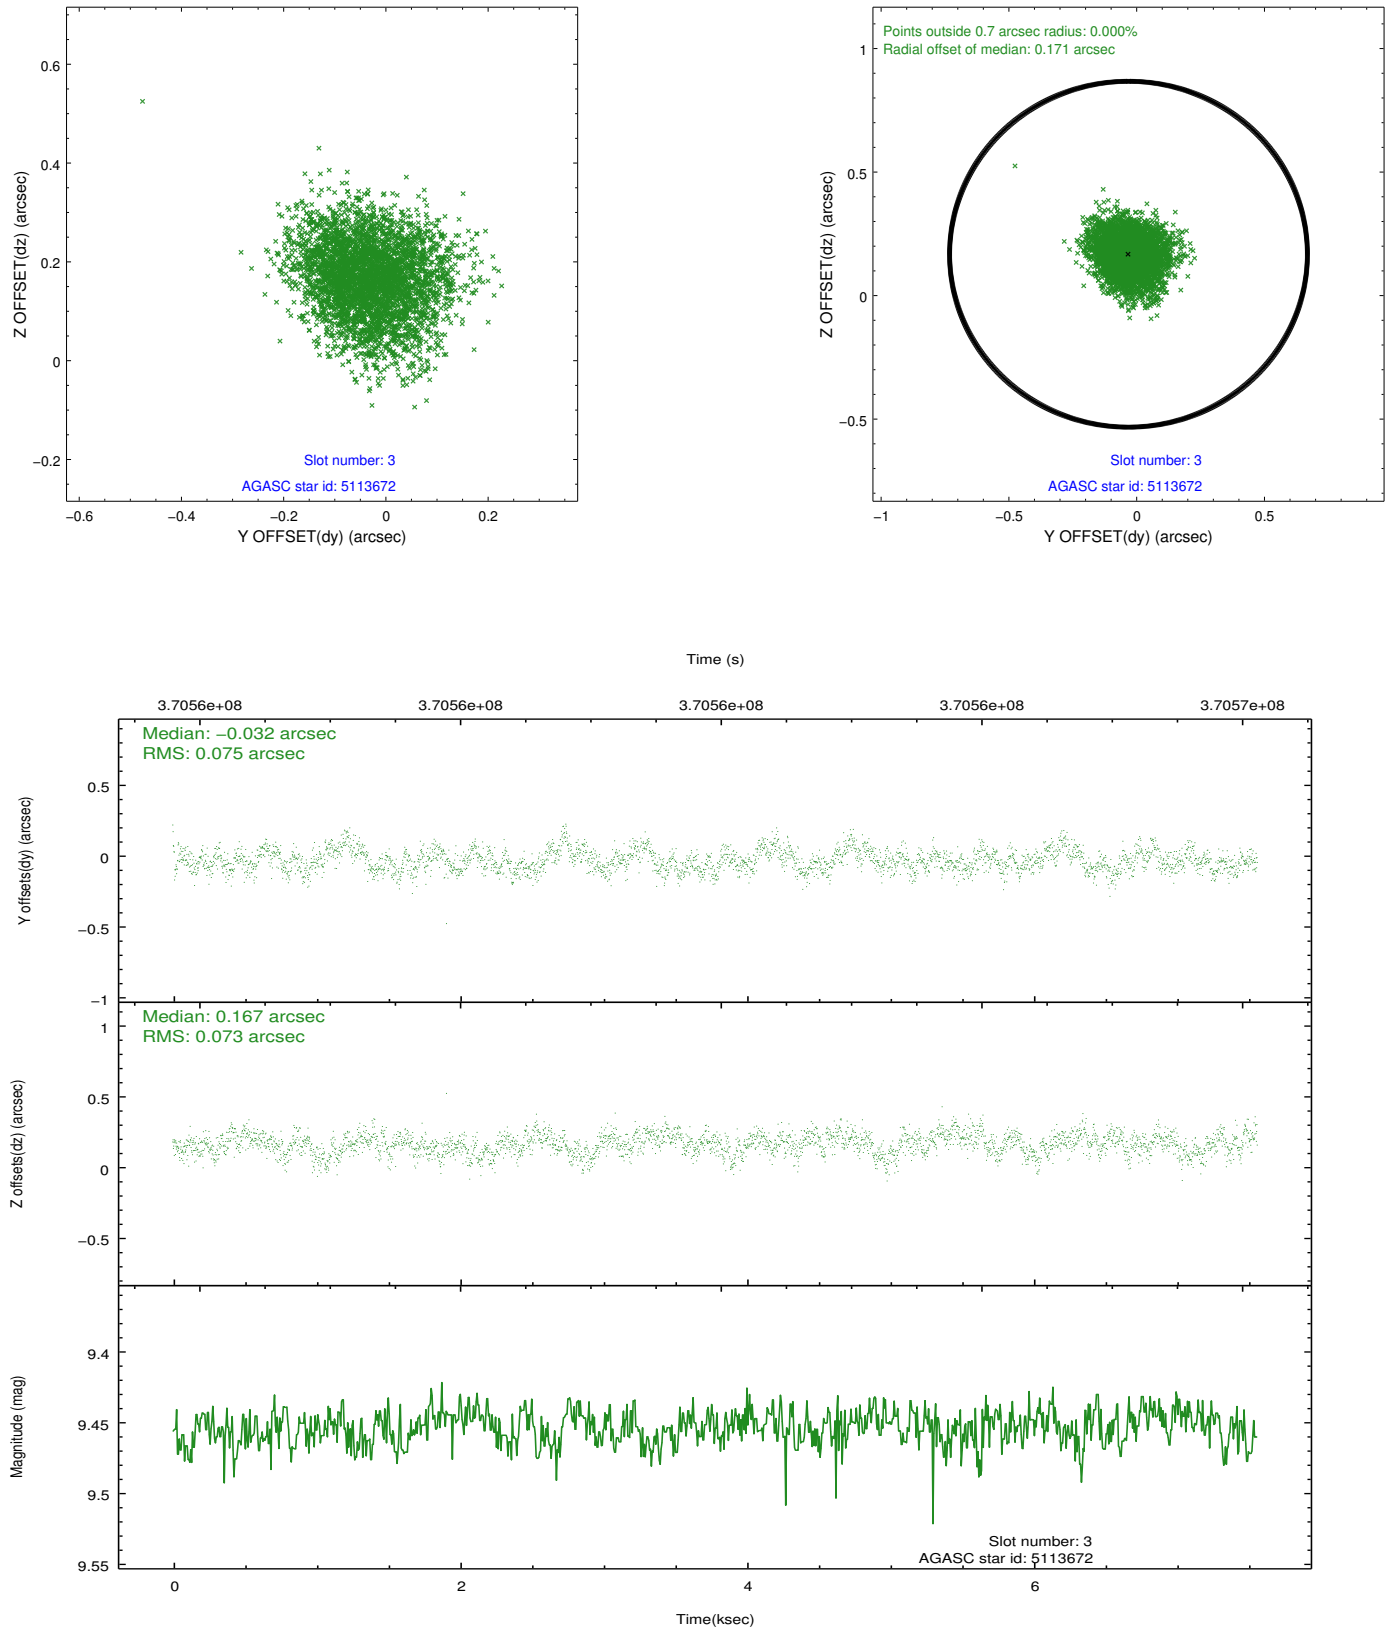 0.6
0.4
0.2
0
−0.2
Z OFFSET(dz) (arcsec)
Slot number: 3
AGASC star id: 5113672
−0.6 −0.4 −0.2 0 0.2
Y OFFSET(dy) (arcsec)
Points outside 0.7 arcsec radius: 0.000%
Radial offset of median: 0.171 arcsec
1
0.5
0
−0.5
Z OFFSET(dz) (arcsec)
Slot number: 3
AGASC star id: 5113672
−1 −0.5 0 0.5
Y OFFSET(dy) (arcsec)
Time (s)
3.7056e+08 3.7056e+08 3.7056e+08 3.7056e+08 3.7057e+08
Median: −0.032 arcsec
RMS: 0.075 arcsec
0.5
0
−0.5
−1
Y offsets(dy) (arcsec)
Median: 0.167 arcsec
RMS: 0.073 arcsec
1
0.5
0
−0.5
Z offsets(dz) (arcsec)
9.4
9.45
9.5
9.55
Magnitude (mag)
Slot number: 3
AGASC star id: 5113672
0 2 4 6
Time(ksec)